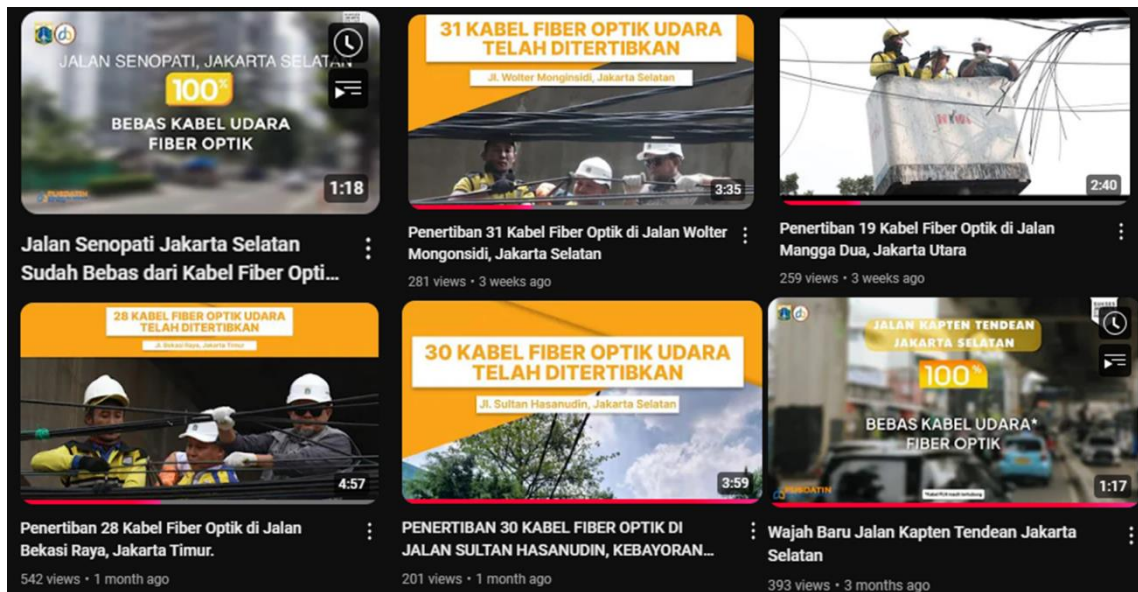 JALAN SENOPATI, JAKARTA SELATAN
100%
BEBAS KABEL UDARA
FIBER OPTIK
1:18
Jalan Senopati Jakarta Selatan
Sudah Bebas dari Kabel Fiber Opti...
31 KABEL FIBER OPTIK UDARA
TELAH DITERTIBKAN
Jl. Wolter Monginsidi, Jakarta Selatan
3:35
Penertiban 31 Kabel Fiber Optik di Jalan Wolter
Mongonsidi, Jakarta Selatan
281 views • 3 weeks ago
2:40
Penertiban 19 Kabel Fiber Optik di Jalan
Mangga Dua, Jakarta Utara
259 views • 3 weeks ago
28 KABEL FIBER OPTIK UDARA
TELAH DITERTIBKAN
Jl. Bekasi Raya, Jakarta Timur
4:57
Penertiban 28 Kabel Fiber Optik di Jalan
Bekasi Raya, Jakarta Timur.
542 views • 1 month ago
30 KABEL FIBER OPTIK UDARA
TELAH DITERTIBKAN
Jl. Sultan Hasanudin, Jakarta Selatan
3:59
PENERTIBAN 30 KABEL FIBER OPTIK DI
JALAN SULTAN HASANUDIN, KEBAYORAN...
201 views • 1 month ago
JALAN KAPTEN TENDEAN
JAKARTA SELATAN
100%
BEBAS KABEL UDARA*
FIBER OPTIK
PUSDATIN
1:17
Wajah Baru Jalan Kapten Tendean Jakarta
Selatan
393 views • 3 months ago